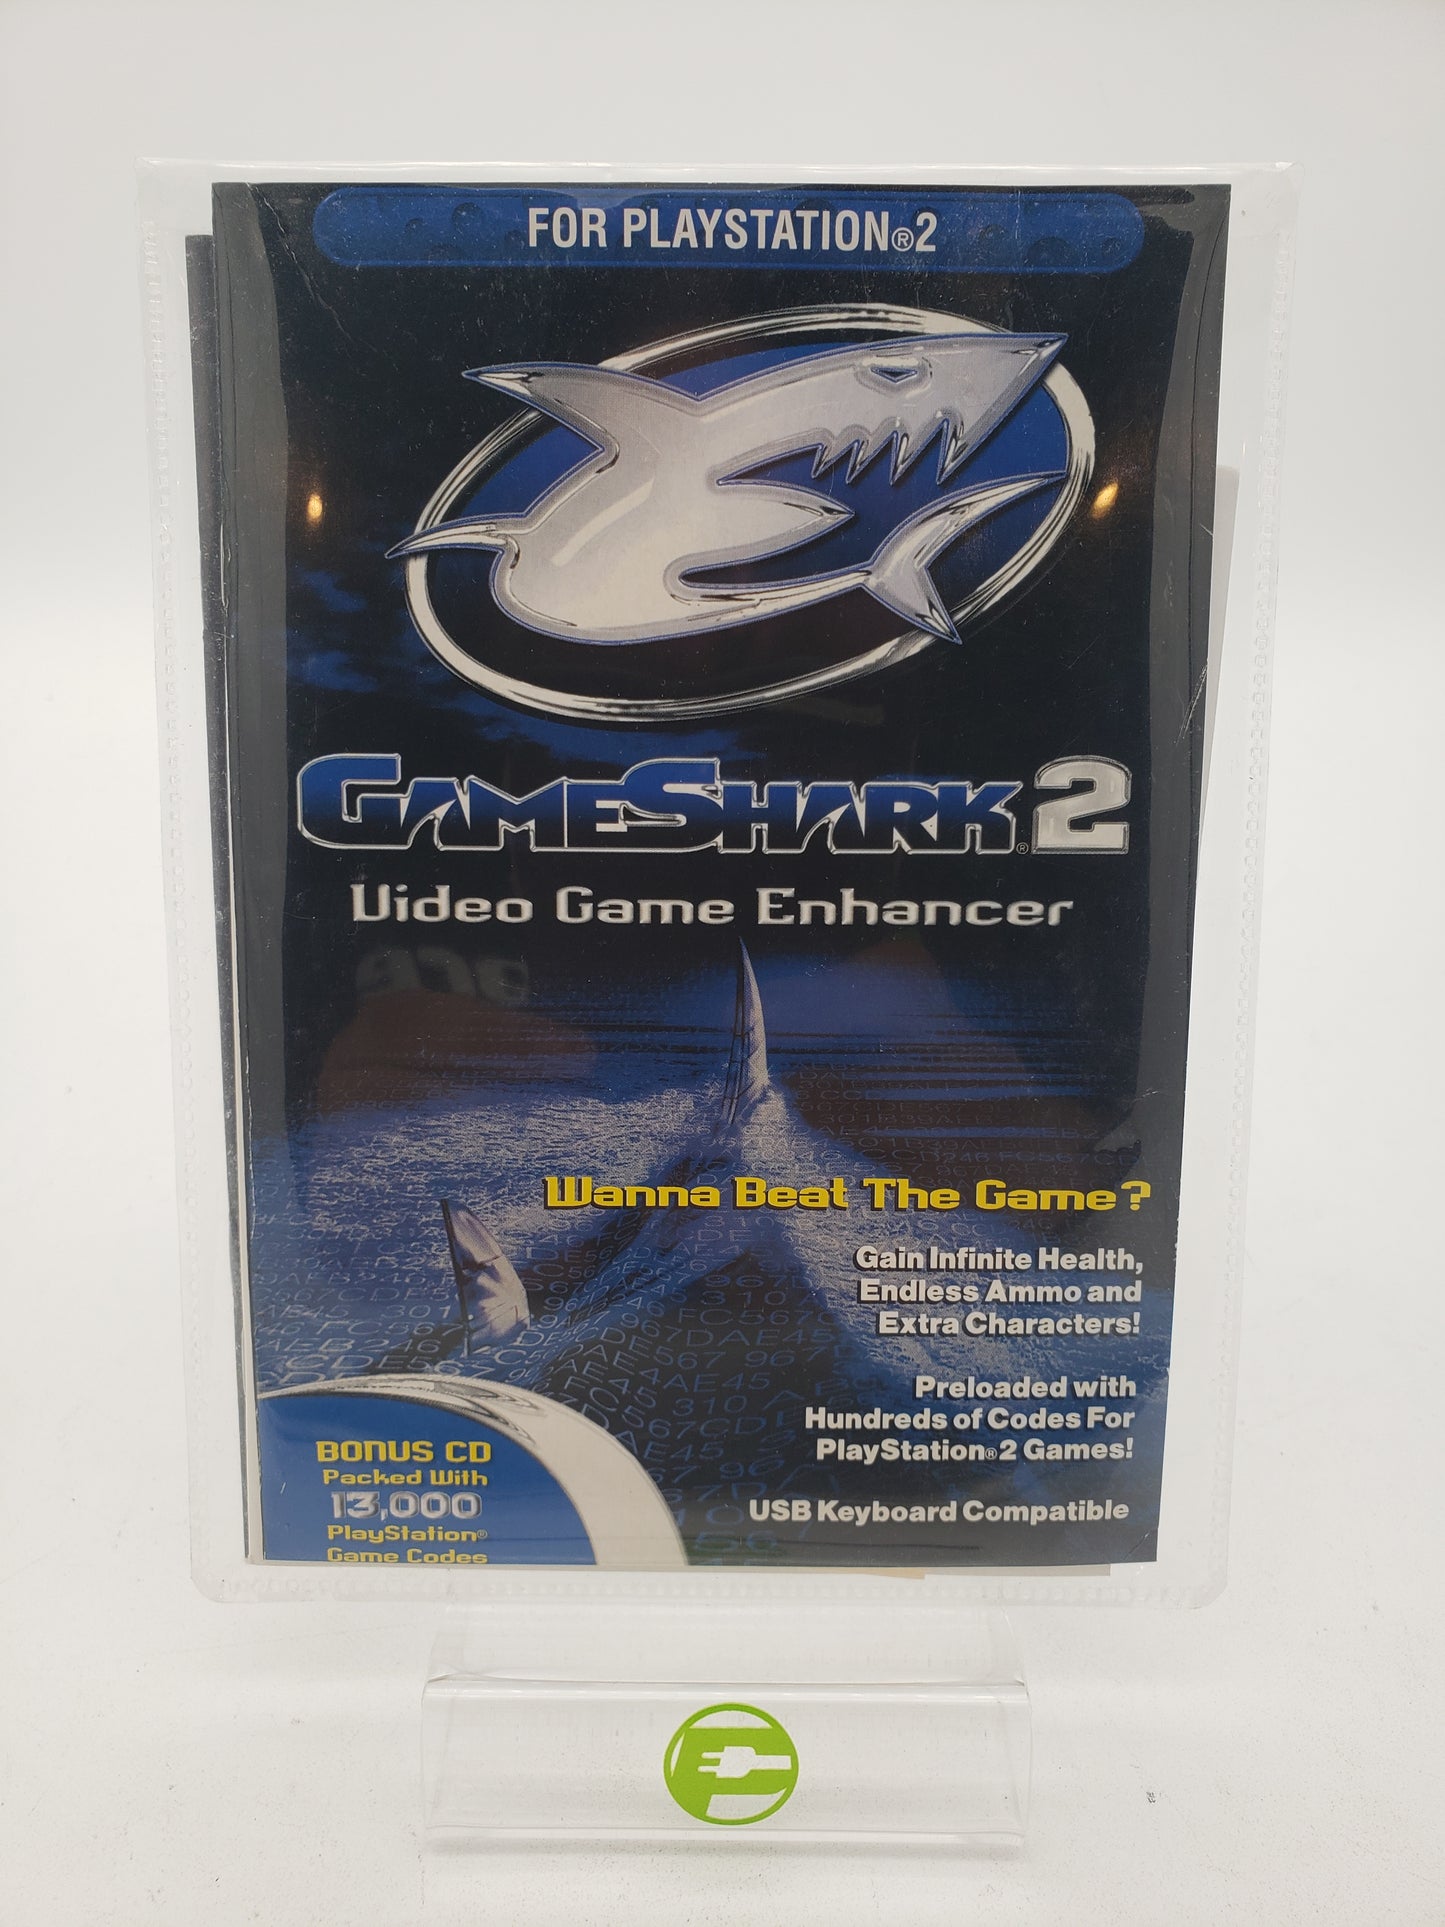 FOR PLAYSTATION®2
GAMESHARK®2
Video Game Enhancer
Wanna Beat The Game?
Gain Infinite Health,
Endless Ammo and
Extra Characters!
Preloaded with
Hundreds of Codes For
PlayStation®2 Games!
USB Keyboard Compatible
BONUS CD
Packed With
13,000
PlayStation®
Game Codes